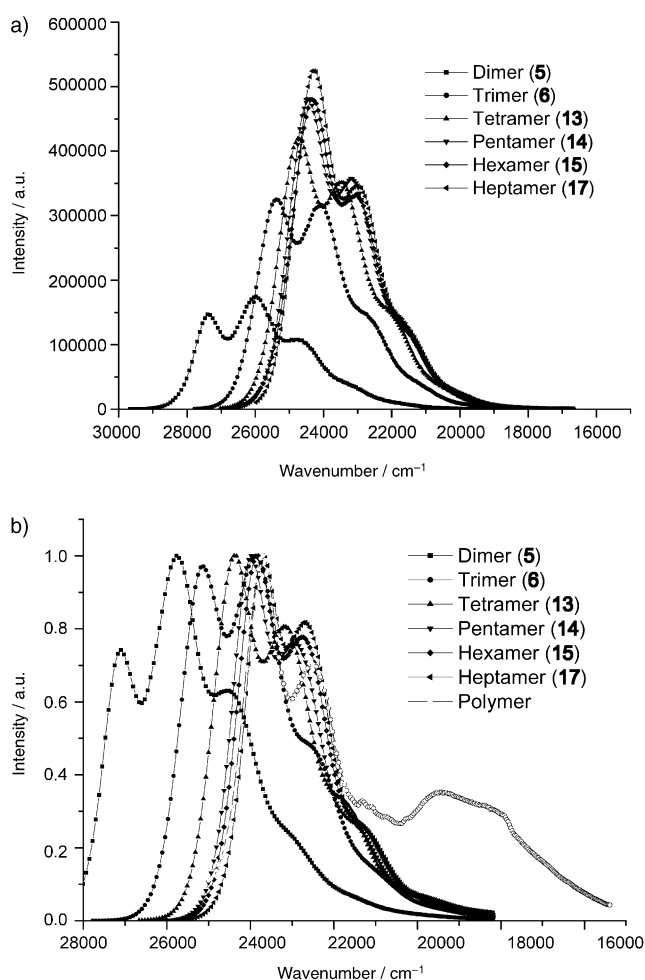 a)
600000
500000
400000
300000
200000
100000
0
Intensity / a.u.
Dimer (5)
Trimer (6)
Tetramer (13)
Pentamer (14)
Hexamer (15)
Heptamer (17)
30000 28000 26000 24000 22000 20000 18000 16000
Wavenumber / cm⁻¹
b)
1.0
0.8
0.6
0.4
0.2
0.0
Intensity / a.u.
Dimer (5)
Trimer (6)
Tetramer (13)
Pentamer (14)
Hexamer (15)
Heptamer (17)
Polymer
28000 26000 24000 22000 20000 18000 16000
Wavenumber / cm⁻¹